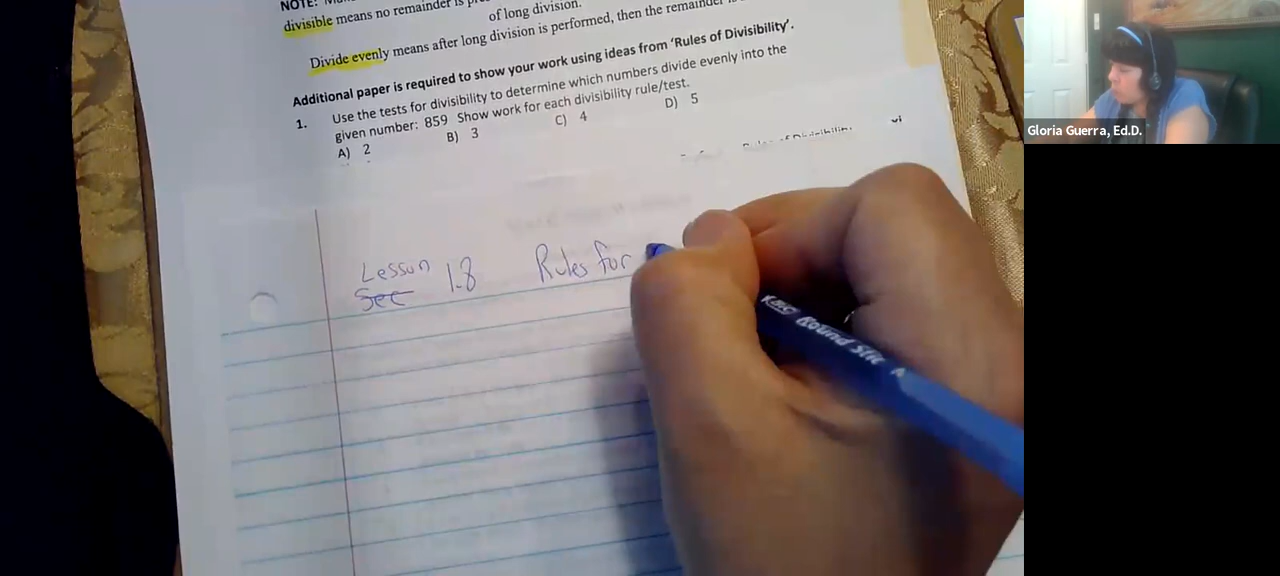 NOTE:
divisible means no remainder is
of long division.
Divide evenly means after long division is performed, then the remainder
Additional paper is required to show your work using ideas from 'Rules of Divisibility'.
1. Use the tests for divisibility to determine which numbers divide evenly into the
given number: 859 Show work for each divisibility rule/test.
A) 2 B) 3 C) 4 D) 5
vi
Lesson
See 1.8 Rules for
BIC Round Stic
Gloria Guerra, Ed.D.